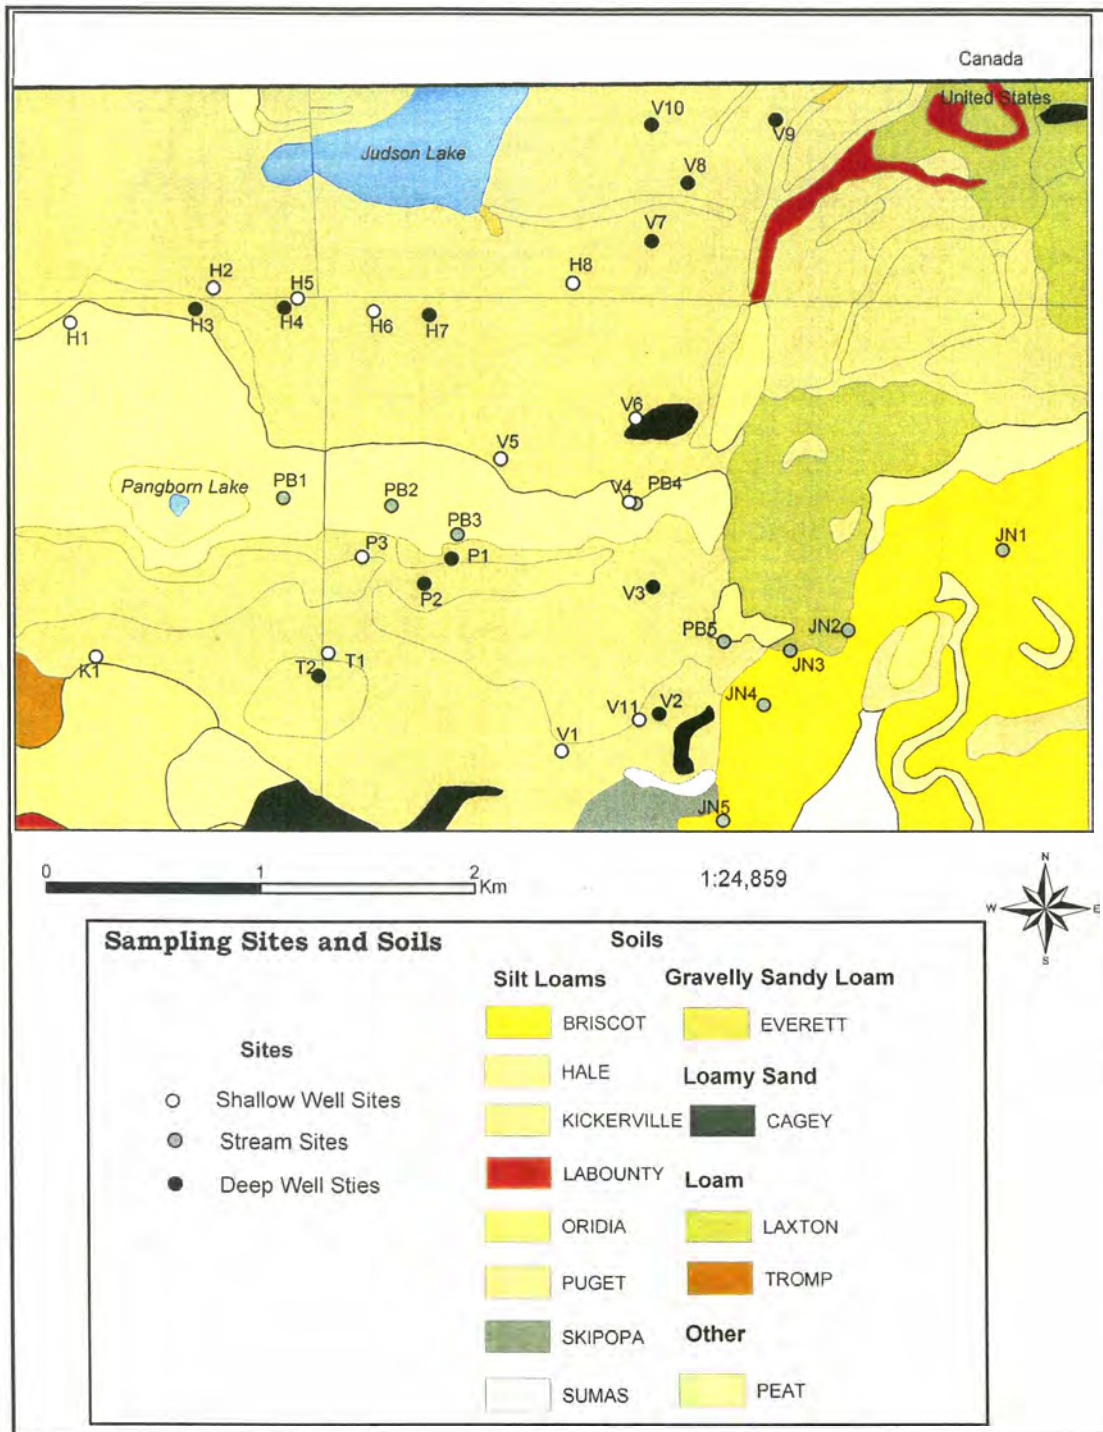 Canada
United States
V10
V9
Judson Lake
V8
V7
H8
H2
H5
H3
H4
H6
H7
H1
V6
V5
Pangborn Lake
PB1
PB2
V4
PB4
PB3
JN1
P3
P1
P2
V3
JN2
PB5
JN3
K1
T2
T1
JN4
V11
V2
V1
JN5
0
1
2
Km
1:24,859
N
W
E
S
Sampling Sites and Soils
Soils
Silt Loams
Gravelly Sandy Loam
BRISCOT
EVERETT
Sites
HALE
Loamy Sand
Shallow Well Sites
KICKERVILLE
CAGEY
Stream Sites
Deep Well Sties
LABOUNTY
Loam
ORIDIA
LAXTON
PUGET
TROMP
SKIPOPA
Other
SUMAS
PEAT